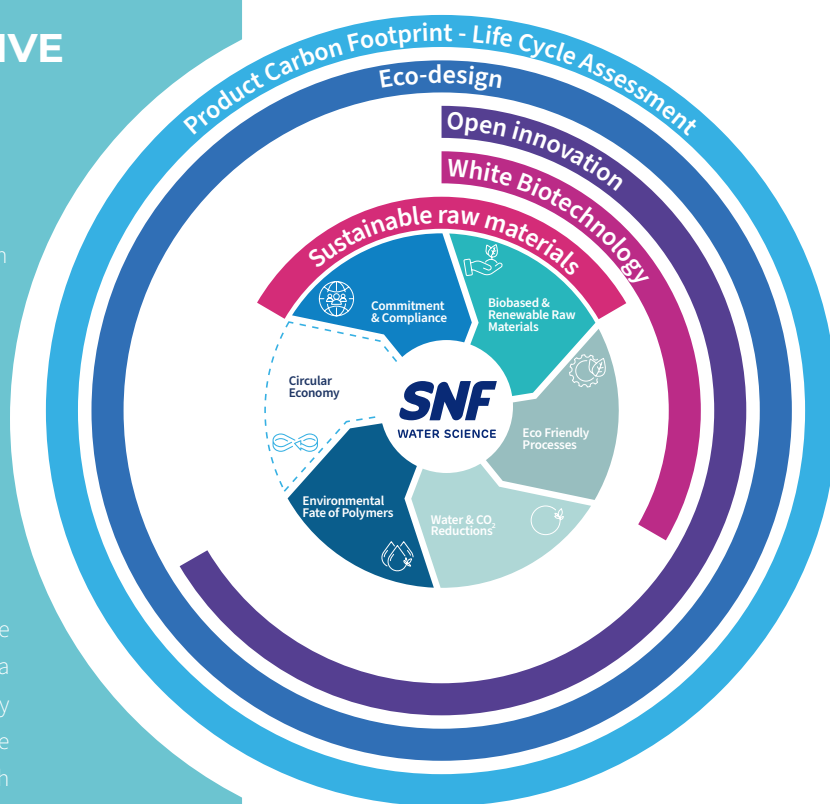 IVE
Product Carbon Footprint - Life Cycle Assessment
Eco-design
Open innovation
White Biotechnology
Sustainable raw materials
Commitment
& Compliance
Biobased &
Renewable Raw
Materials
Circular
Economy
SNF
WATER SCIENCE
Eco Friendly
Processes
Environmental
Fate of Polymers
Water & CO2
Reductions
n
e
a
y
e
h